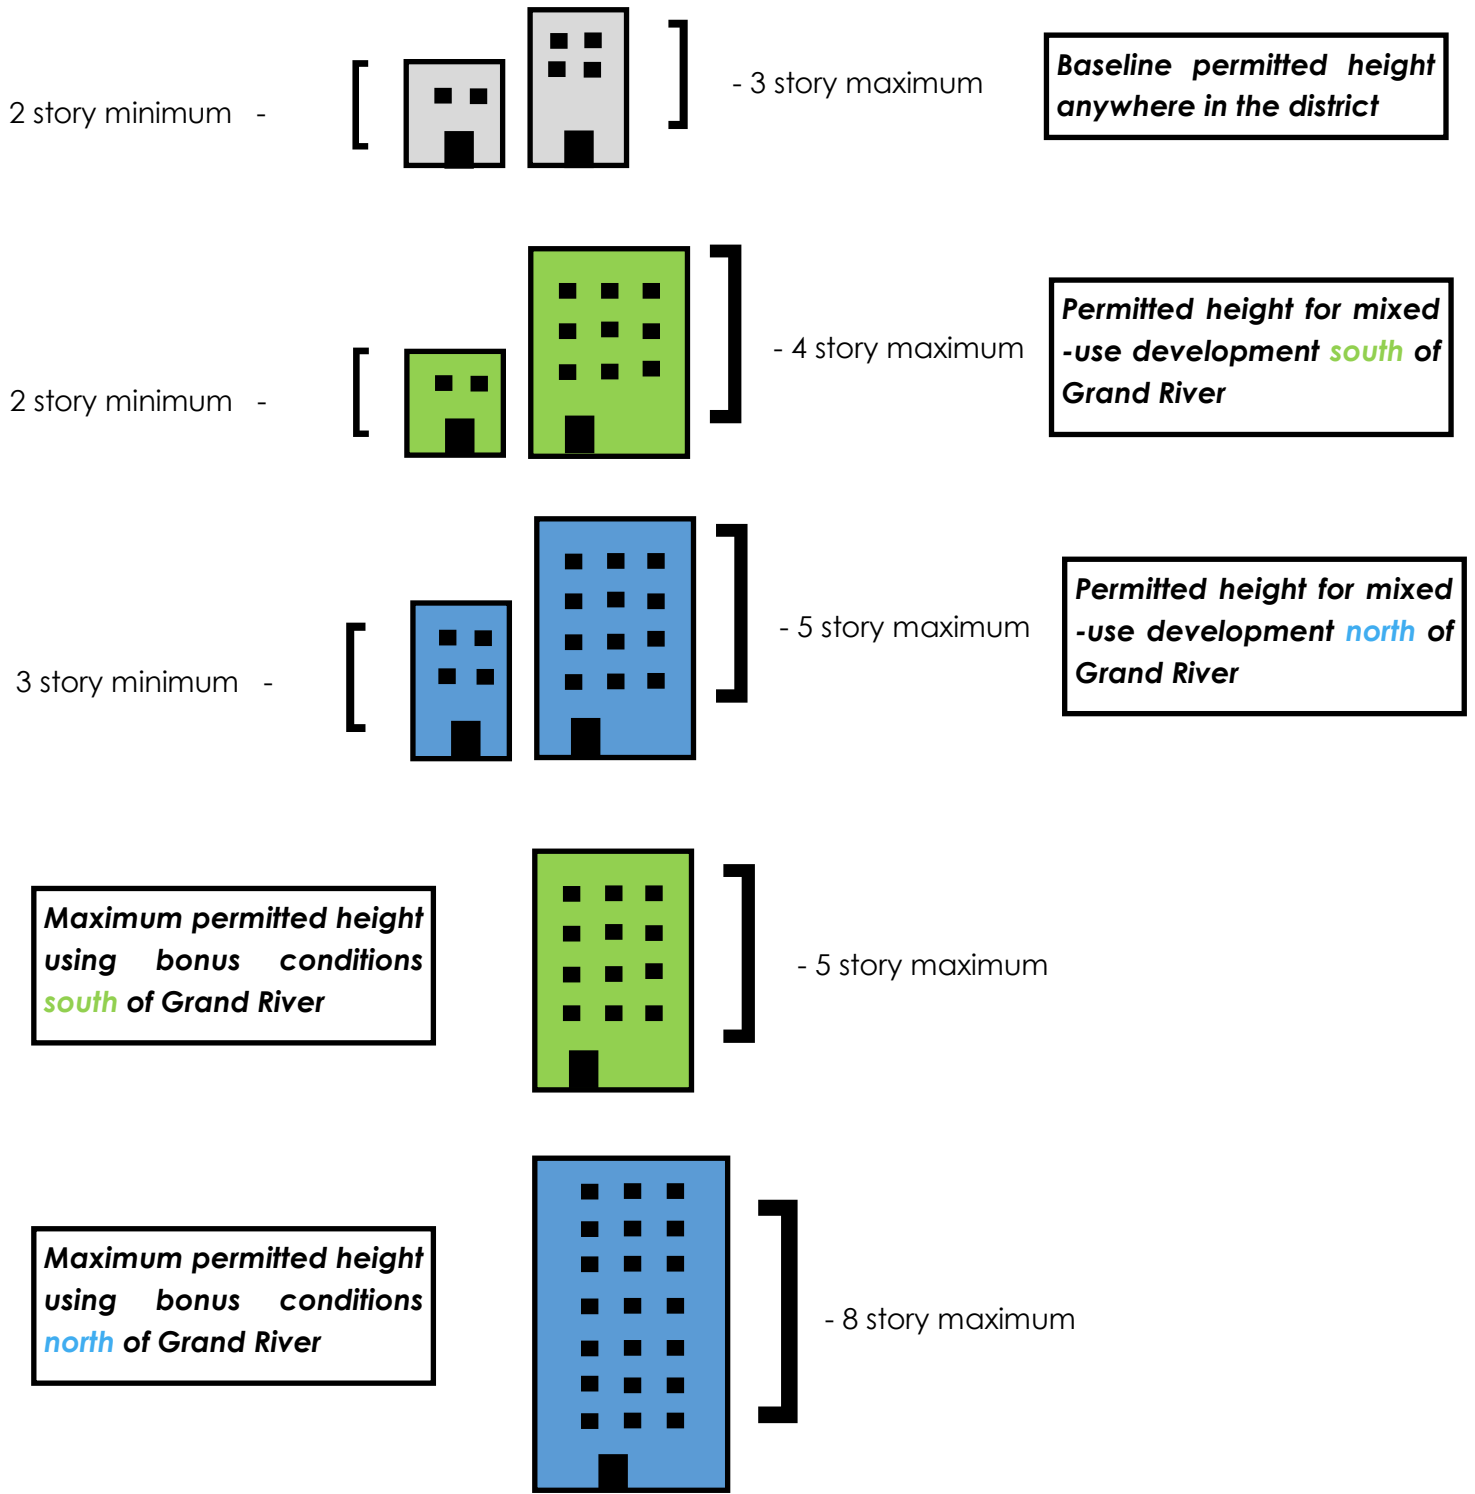 2 story minimum -
- 3 story maximum
Baseline permitted height
anywhere in the district
2 story minimum -
- 4 story maximum
Permitted height for mixed
-use development south of
Grand River
3 story minimum -
- 5 story maximum
Permitted height for mixed
-use development north of
Grand River
Maximum permitted height
using bonus conditions
south of Grand River
- 5 story maximum
Maximum permitted height
using bonus conditions
north of Grand River
- 8 story maximum